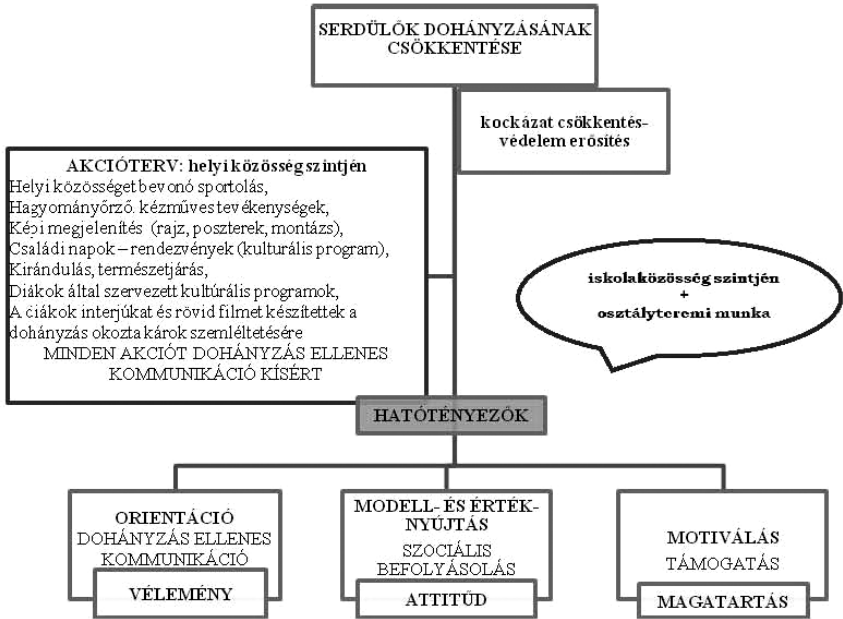 SERDÜLŐK DOHÁNYZÁSÁNAK
CSÖKKENTÉSE
kockázat csökkentés-
védelem erősítés
AKCIÓTERV: helyi közösség szintjén
Helyi közösséget bevonó sportolás,
Hagyományőrző. kézműves tevékenységek,
Képi megjelenítés (rajz, poszterek, montázs),
Családi napok – rendezvények (kulturális program),
Kirándulás, természetjárás,
Diákok által szervezett kultúrális programok,
A diákok interjúkat és rövid filmet készítettek a
dohányzás okozta károk szemléltetésére
MINDEN AKCIÓT DOHÁNYZÁS ELLENES
KOMMUNIKÁCIÓ KÍSÉRT
iskolaközösség szintjén
+
osztálytermi munka
HATÓTÉNYEZŐK
ORIENTÁCIÓ
DOHÁNYZÁS ELLENES
KOMMUNIKÁCIÓ
VÉLEMÉNY
MODELL- ÉS ÉRTÉK-
NYÚJTÁS
SZOCIÁLIS
BEFOLYÁSOLÁS
ATTITŰD
MOTIVÁLÁS
TÁMOGATÁS
MAGATARTÁS